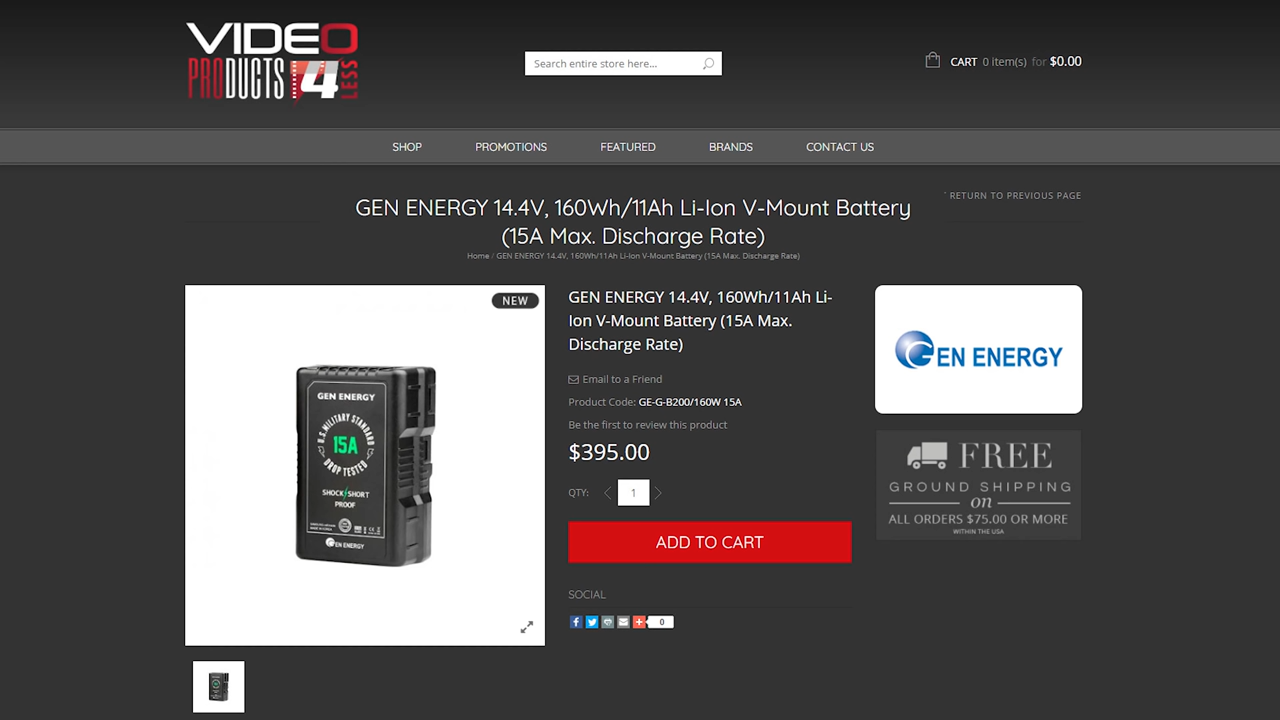 VIDEO
PRODUCTS 4 LESS
Search entire store here...
CART 0 item(s) for $0.00
SHOP PROMOTIONS FEATURED BRANDS CONTACT US
RETURN TO PREVIOUS PAGE
GEN ENERGY 14.4V, 160Wh/11Ah Li-Ion V-Mount Battery
(15A Max. Discharge Rate)
Home / GEN ENERGY 14.4V, 160Wh/11Ah Li-Ion V-Mount Battery (15A Max. Discharge Rate)
NEW
GEN ENERGY
U.S. MILITARY STANDARD
15A
DROP TESTED
SHOCK SHORT
PROOF
GEN ENERGY
GEN ENERGY 14.4V, 160Wh/11Ah Li-
Ion V-Mount Battery (15A Max.
Discharge Rate)
Email to a Friend
Product Code: GE-G-B200/160W 15A
Be the first to review this product
$395.00
QTY: 1
ADD TO CART
SOCIAL
0
GEN ENERGY
FREE
GROUND SHIPPING
on
ALL ORDERS $75.00 OR MORE
WITHIN THE USA